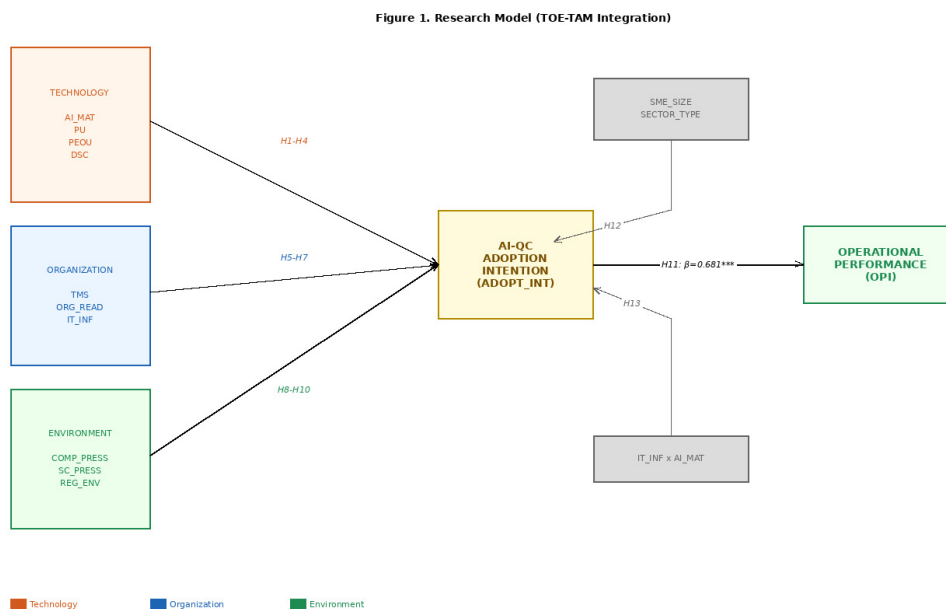 Figure 1. Research Model (TOE-TAM Integration)
TECHNOLOGY
AI_MAT
PU
PEOU
DSC
H1-H4
SME_SIZE
SECTOR_TYPE
H12
ORGANIZATION
TMS
ORG_READ
IT_INF
H5-H7
AI-QC
ADOPTION
INTENTION
(ADOPT_INT)
H11: β=0.681***
OPERATIONAL
PERFORMANCE
(OPI)
H13
ENVIRONMENT
COMP_PRESS
SC_PRESS
REG_ENV
H8-H10
IT_INF x AI_MAT
Technology
Organization
Environment